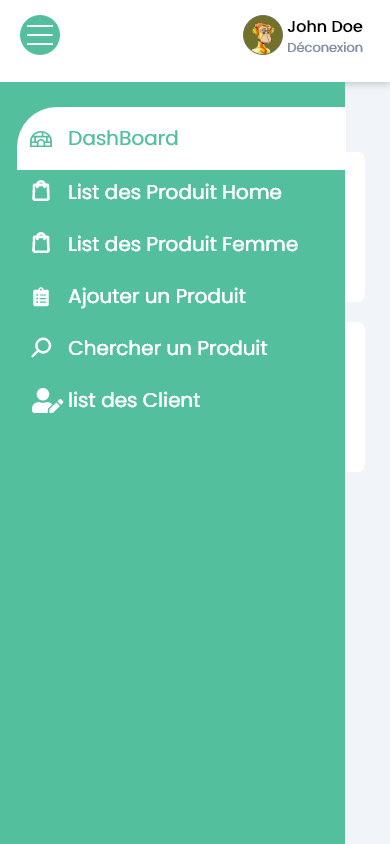 John Doe
Déconexion
DashBoard
List des Produit Home
List des Produit Femme
Ajouter un Produit
Chercher un Produit
list des Client